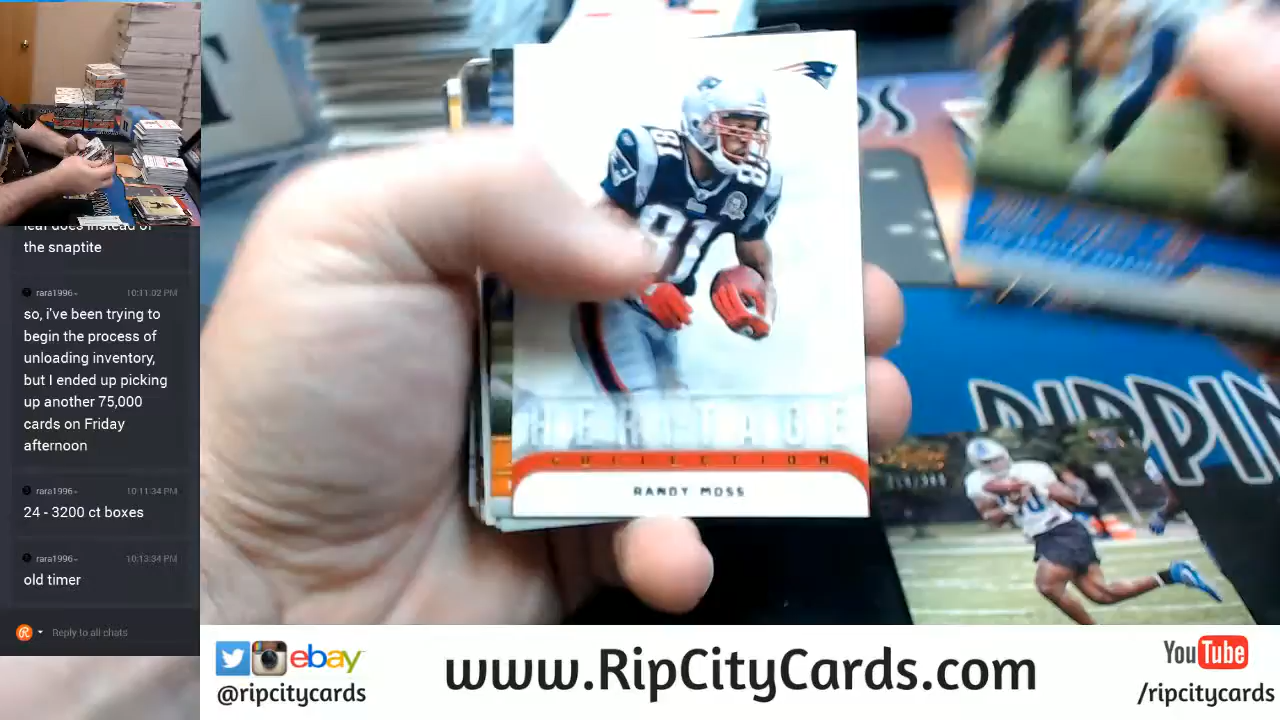 leaf does instead of
the snaptite
rara1996~ 10:11:02 PM
so, i've been trying to
begin the process of
unloading inventory,
but I ended up picking
up another 75,000
cards on Friday
afternoon
rara1996~ 10:11:34 PM
24 - 3200 ct boxes
rara1996~ 10:13:34 PM
old timer
Reply to all chats
81
81
81
HERITAGE
COLLECTION
RANDY MOSS
RIPPIN
ebay
@ripcitycards
www.RipCityCards.com
YouTube
/ripcitycards